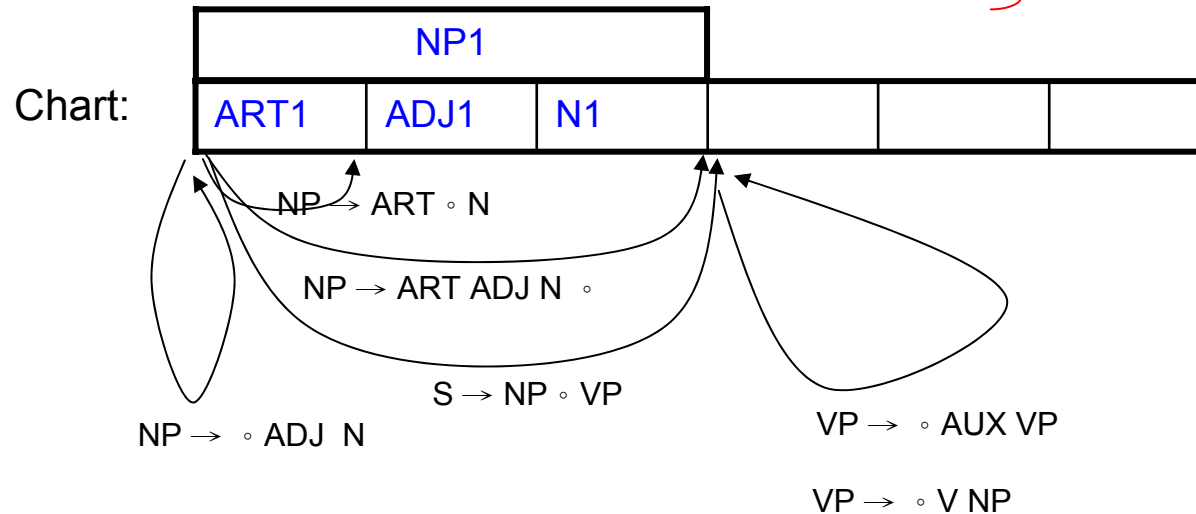 NP1
Chart:
ART1
ADJ1
N1
NP → ART ◦ N
NP → ART ADJ N ◦
S → NP ◦ VP
NP → ◦ ADJ N
VP → ◦ AUX VP
VP → ◦ V NP